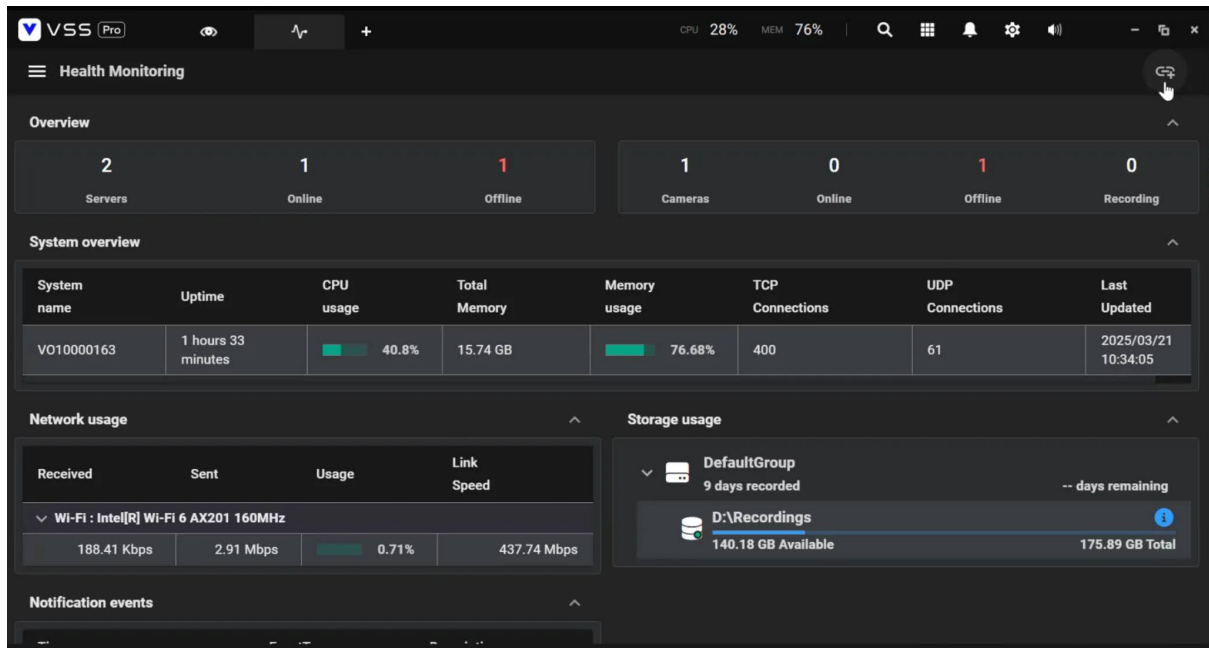 VSS Pro
CPU 28% MEM 76%
Health Monitoring
Overview
2 1 1
Servers Online Offline
1 0 1 0
Cameras Online Offline Recording
System overview
System name Uptime CPU usage Total Memory Memory usage TCP Connections UDP Connections Last Updated
VO10000163 1 hours 33 minutes 40.8% 15.74 GB 76.68% 400 61 2025/03/21 10:34:05
Network usage
Received Sent Usage Link Speed
Wi-Fi : Intel[R] Wi-Fi 6 AX201 160MHz
188.41 Kbps 2.91 Mbps 0.71% 437.74 Mbps
Storage usage
DefaultGroup
9 days recorded -- days remaining
D:\Recordings
140.18 GB Available 175.89 GB Total
Notification events